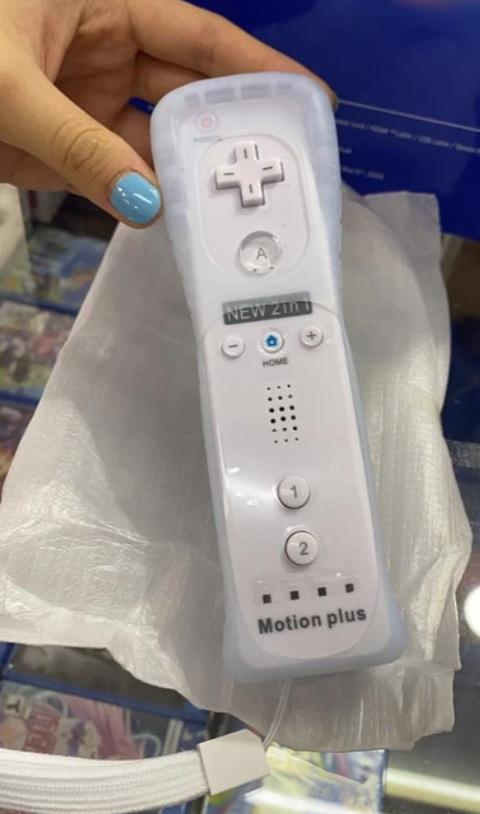 POWER
A
NEW 2in1
− +
HOME
1
2
Motion plus